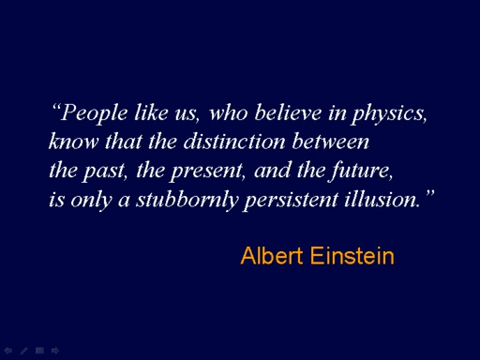 “People like us, who believe in physics,
know that the distinction between
the past, the present, and the future,
is only a stubbornly persistent illusion.”
Albert Einstein